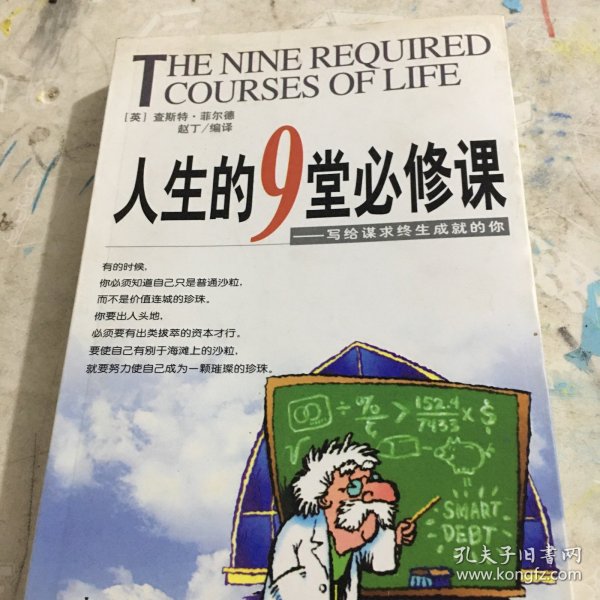 THE NINE REQUIRED
COURSES OF LIFE
［英］查斯特·菲尔德
赵丁/编译
人生的9堂必修课
——写给谋求终生成就的你
有的时候，
你必须知道自己只是普通沙粒，
而不是价值连城的珍珠。
你要出人头地，
必须要有出类拔萃的资本才行。
要使自己有别于海滩上的沙粒，
就要努力使自己成为一颗璀璨的珍珠。
÷ % > 152.4 x $
7433
SMART
DEBT
孔夫子旧书网
www.kongfz.com